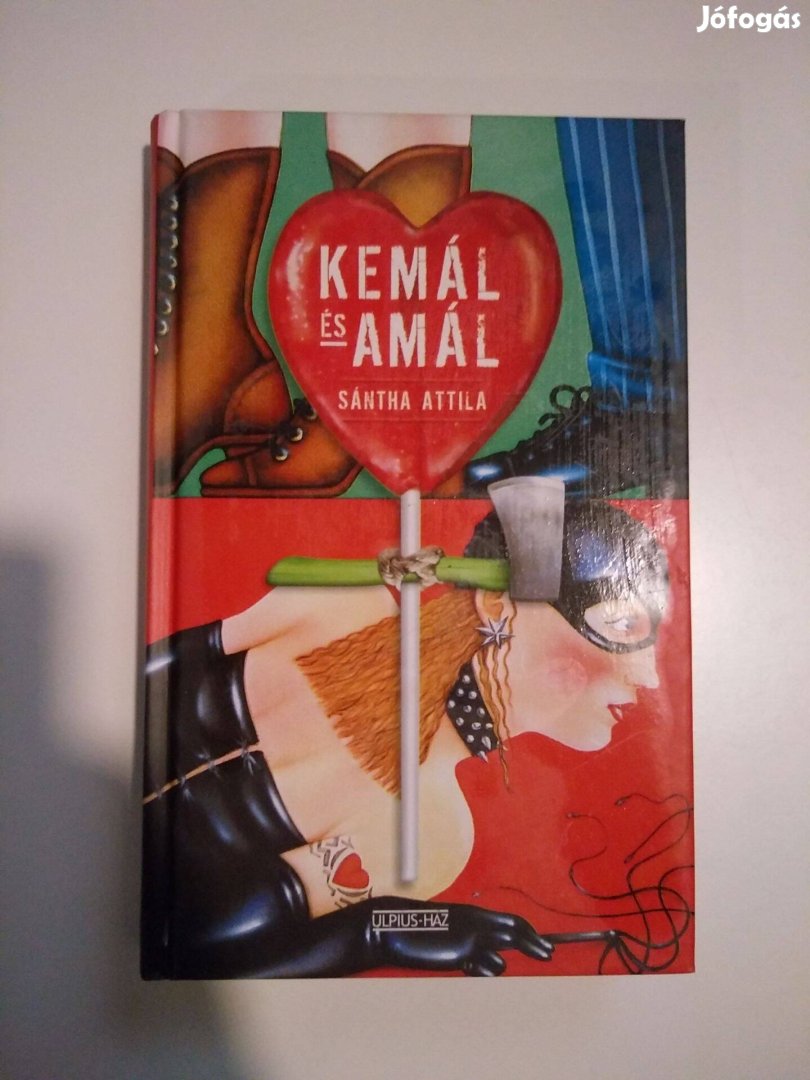 Jófogás
KEMÁL
ÉS AMÁL
SÁNTHA ATTILA
ULPIUS-HÁZ